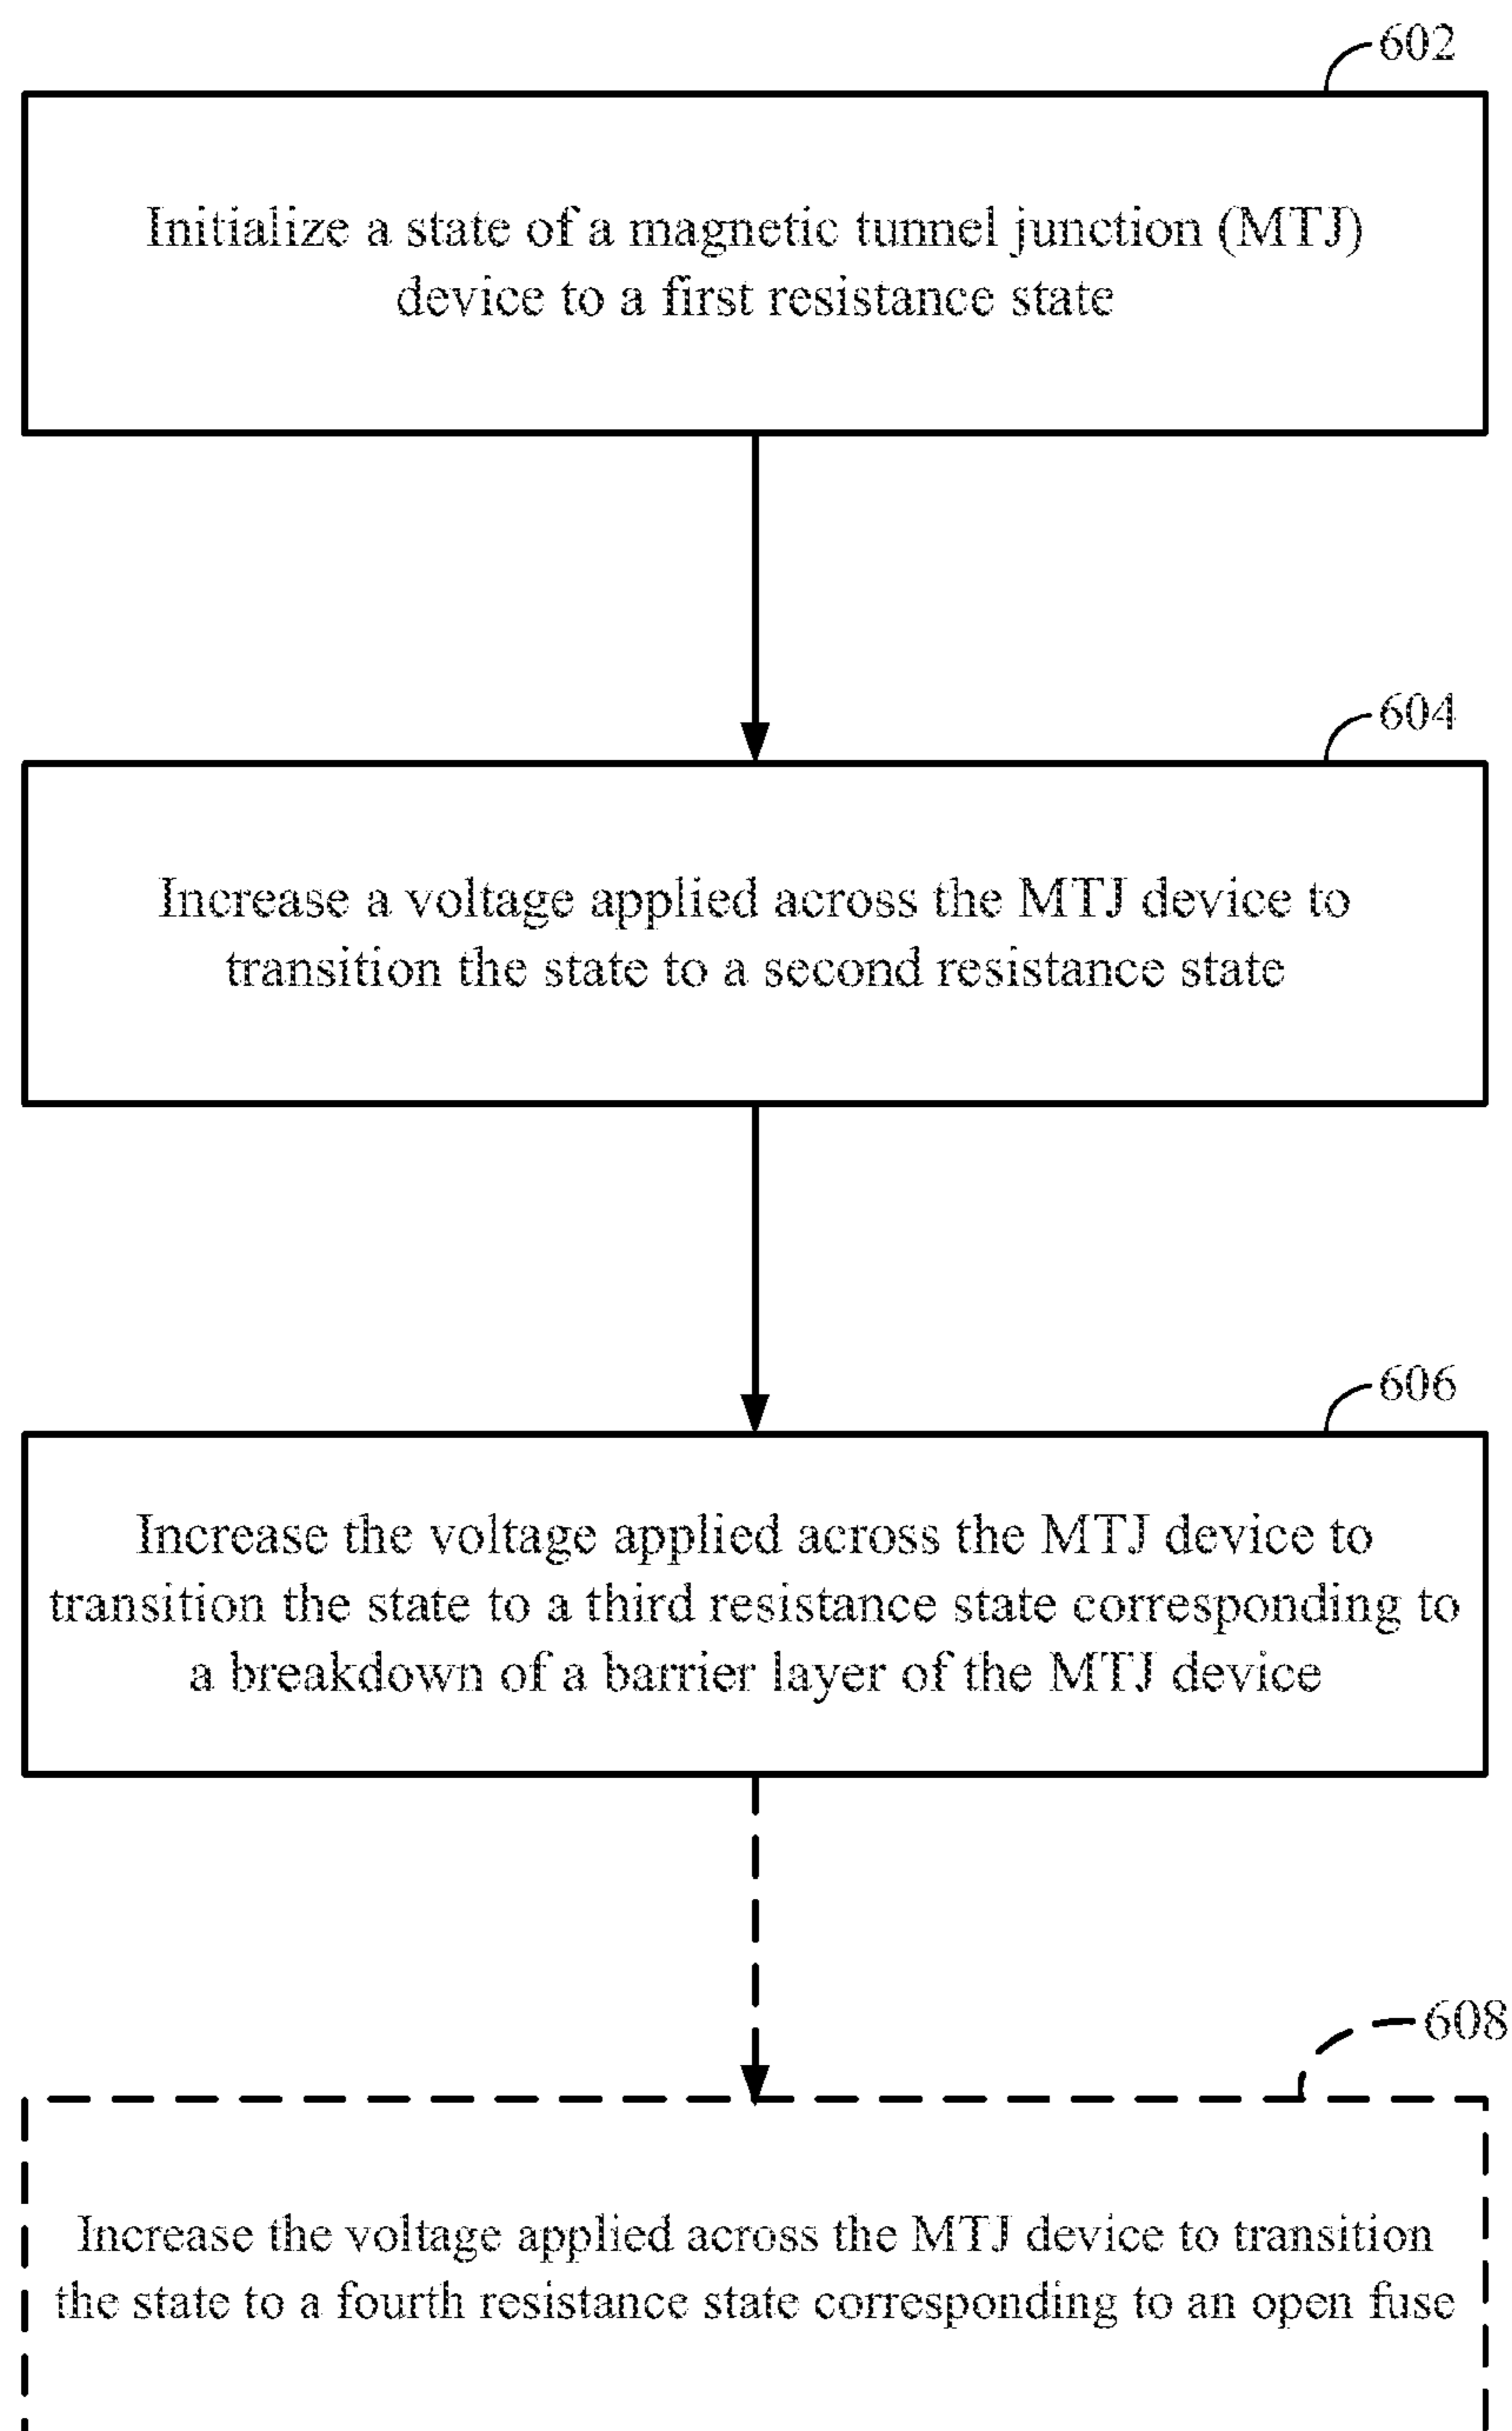 602
Initialize a state of a magnetic tunnel junction (MTJ)
device to a first resistance state
604
Increase a voltage applied across the MTJ device to
transition the state to a second resistance state
606
Increase the voltage applied across the MTJ device to
transition the state to a third resistance state corresponding to
a breakdown of a barrier layer of the MTJ device
608
Increase the voltage applied across the MTJ device to transition
the state to a fourth resistance state corresponding to an open fuse